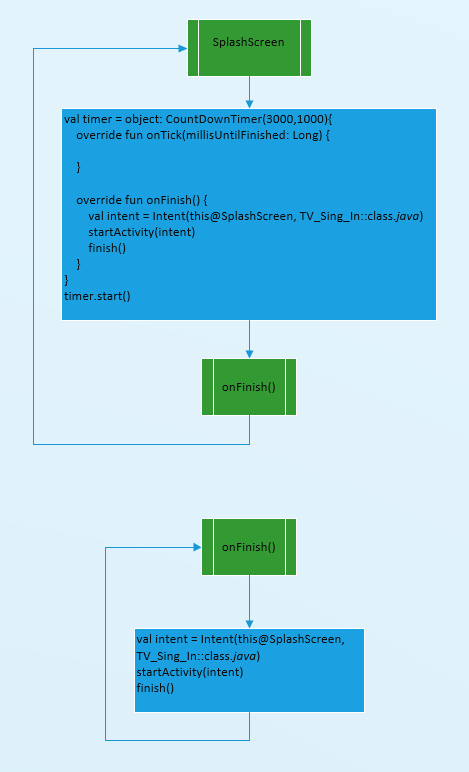 SplashScreen
val timer = object: CountDownTimer(3000,1000){
override fun onTick(millisUntilFinished: Long) {
}
override fun onFinish() {
val intent = Intent(this@SplashScreen, TV_Sing_In::class.java)
startActivity(intent)
finish()
}
}
timer.start()
onFinish()
onFinish()
val intent = Intent(this@SplashScreen,
TV_Sing_In::class.java)
startActivity(intent)
finish()